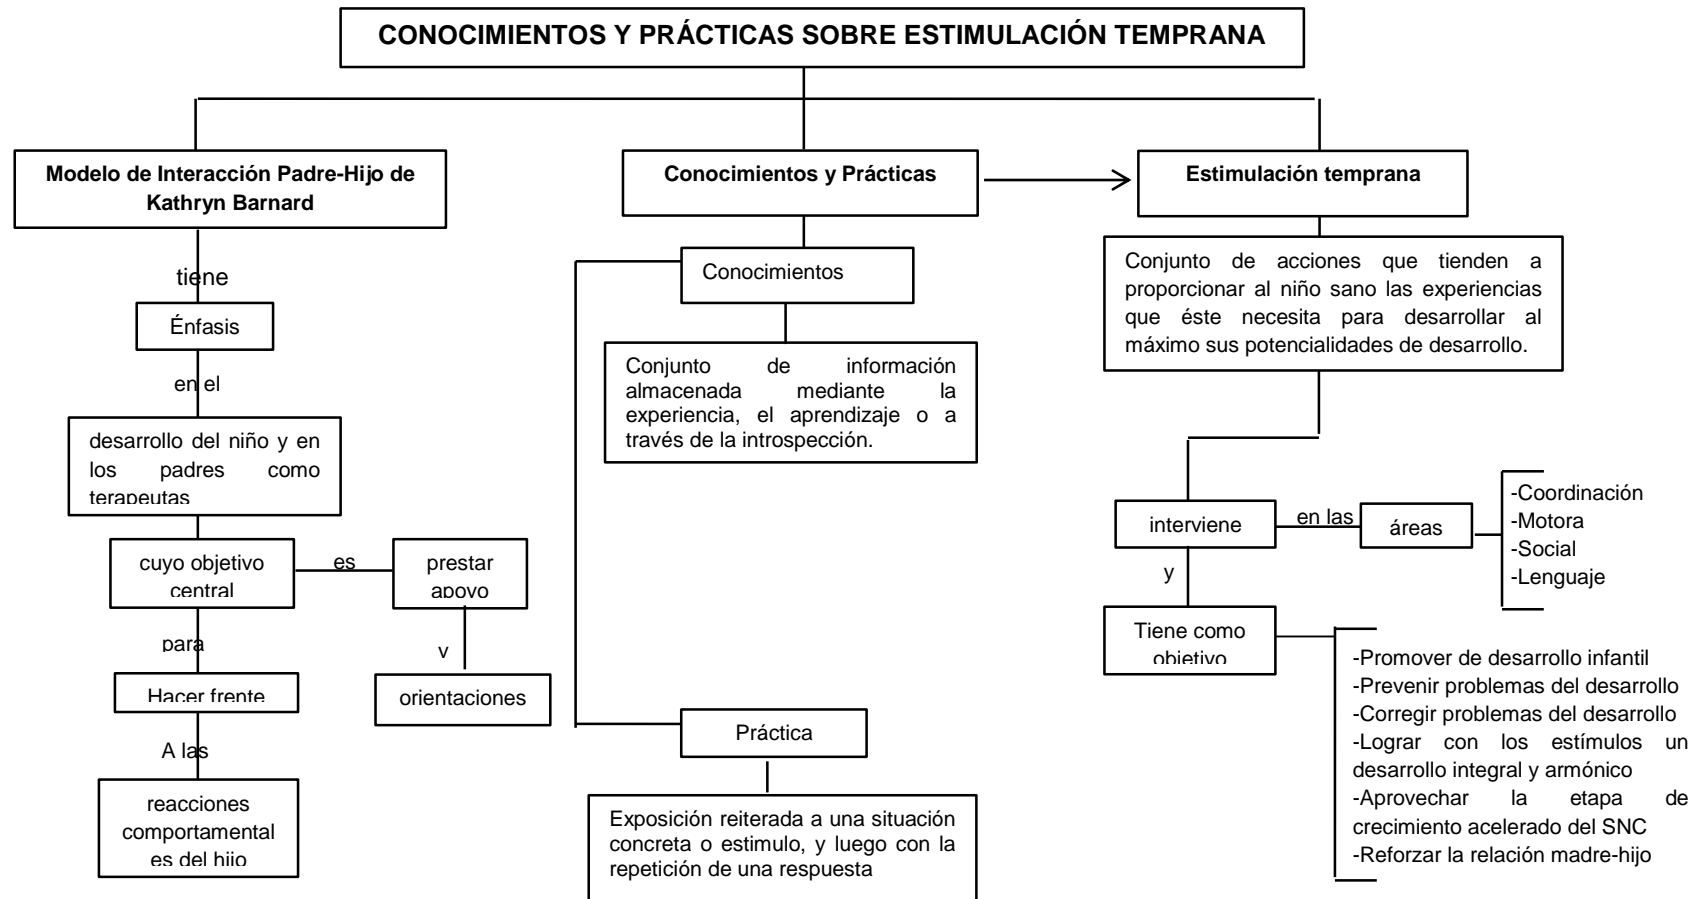 CONOCIMIENTOS Y PRÁCTICAS SOBRE ESTIMULACIÓN TEMPRANA
Modelo de Interacción Padre-Hijo de
Kathryn Barnard
tiene
Énfasis
en el
desarrollo del niño y en
los padres como
terapeutas
cuyo objetivo
central
es
prestar
apoyo
y
orientaciones
para
Hacer frente
A las
reacciones
comportamental
es del hijo
Conocimientos y Prácticas
Conocimientos
Conjunto de información
almacenada mediante la
experiencia, el aprendizaje o a
través de la introspección.
Práctica
Exposición reiterada a una situación
concreta o estimulo, y luego con la
repetición de una respuesta
Estimulación temprana
Conjunto de acciones que tienden a
proporcionar al niño sano las experiencias
que éste necesita para desarrollar al
máximo sus potencialidades de desarrollo.
interviene
en las
áreas
-Coordinación
-Motora
-Social
-Lenguaje
y
Tiene como
objetivo
-Promover de desarrollo infantil
-Prevenir problemas del desarrollo
-Corregir problemas del desarrollo
-Lograr con los estímulos un
desarrollo integral y armónico
-Aprovechar la etapa de
crecimiento acelerado del SNC
-Reforzar la relación madre-hijo